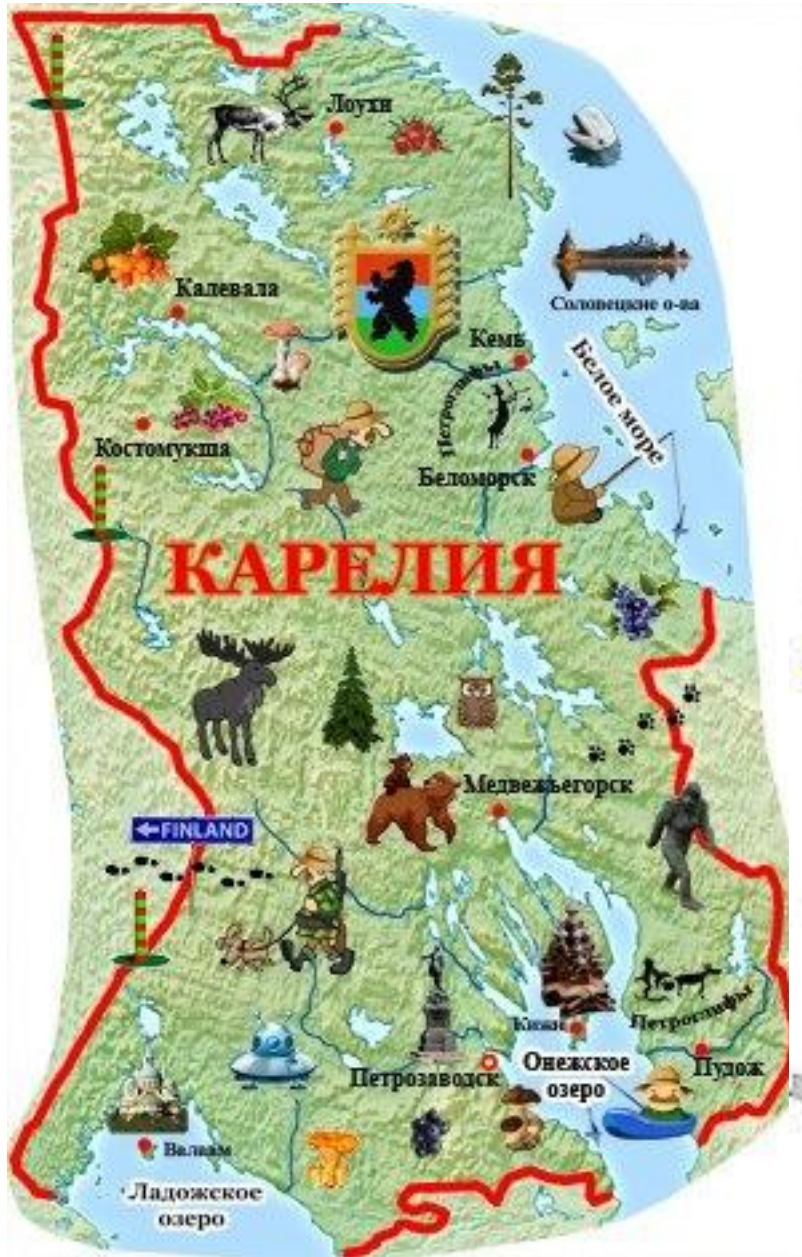 Лоухи
Соловецкие о-ва
Калевала
Кемь
Белое море
Петроглифы
Костомукша
Беломорск
КАРЕЛИЯ
Медвежьегорск
FINLAND
Кижи
Петроглифы
Онежское
озеро
Пудож
Петрозаводск
Валаам
Ладожское
озеро